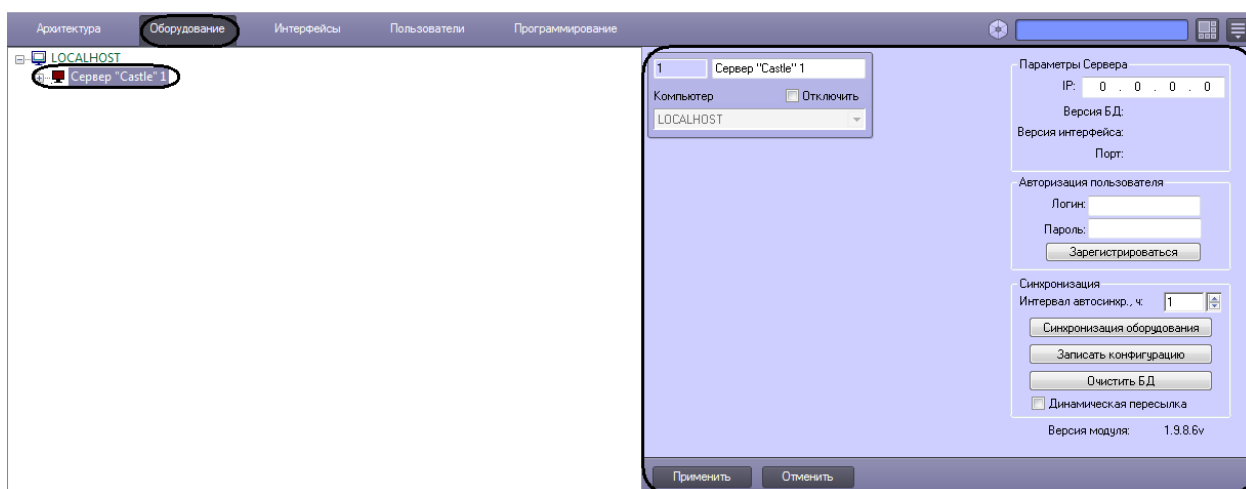 Архитектура Оборудование Интерфейсы Пользователи Программирование
LOCALHOST
Сервер "Castle" 1
1 Сервер "Castle" 1
Компьютер Отключить
LOCALHOST
Параметры Сервера
IP: 0 . 0 . 0 . 0
Версия БД:
Версия интерфейса:
Порт:
Авторизация пользователя
Логин:
Пароль:
Зарегистрироваться
Синхронизация
Интервал автосинхр., ч: 1
Синхронизация оборудования
Записать конфигурацию
Очистить БД
Динамическая пересылка
Версия модуля: 1.9.8.6v
Применить Отменить